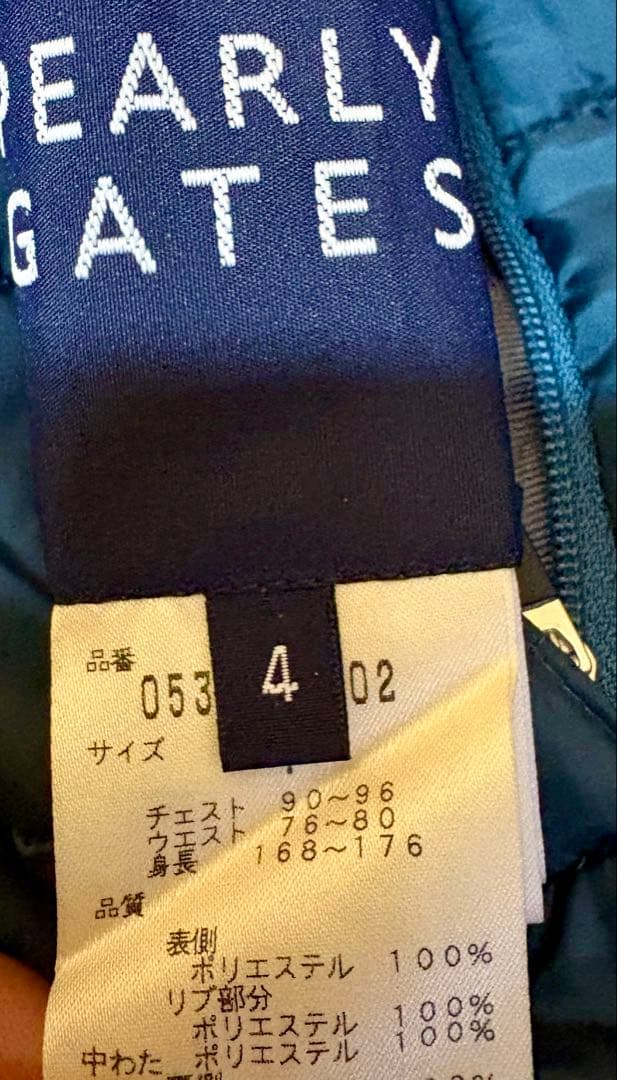 PEARLY
GATES
4
品番
053 02
サイズ
チェスト 90~96
ウエスト 76~80
身長 168~176
品質
表側
ポリエステル 100%
リブ部分
ポリエステル 100%
中わた ポリエステル 100%